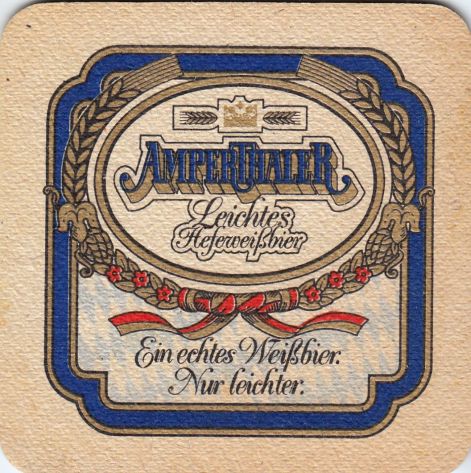 AMPERTHALER
Leichtes
Hefeweißbier
Ein echtes Weißbier.
Nur leichter.